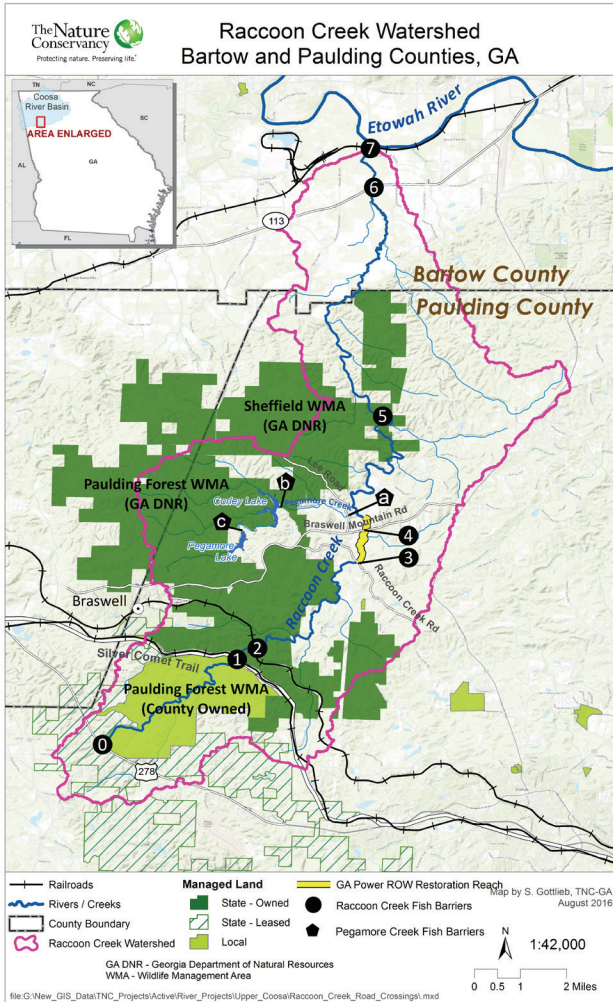 The Nature
Conservancy
Protecting nature. Preserving life.
Raccoon Creek Watershed
Bartow and Paulding Counties, GA
TN
NC
Coosa
River Basin
AREA ENLARGED
SC
AL
GA
FL
Etowah River
7
6
113
Bartow County
Paulding County
Sheffield WMA
(GA DNR)
5
Lee Road
Paulding Forest WMA
(GA DNR)
b
Corley Lake
Pegamore Creek
a
c
Braswell Mountain Rd
4
Pegamore
Lake
3
Raccoon Creek
Raccoon Creek Rd
Braswell
2
1
Silver Comet Trail
Paulding Forest WMA
(County Owned)
0
278
Railroads
Rivers / Creeks
County Boundary
Raccoon Creek Watershed
Managed Land
State - Owned
State - Leased
Local
GA Power ROW Restoration Reach
Raccoon Creek Fish Barriers
Pegamore Creek Fish Barriers
Map by S. Gottlieb, TNC-GA
August 2016
GA DNR - Georgia Department of Natural Resources
WMA - Wildlife Management Area
N
1:42,000
0 0.5 1 2 Miles
file:G:\New_GIS_Data\TNC_Projects\Active\River_Projects\Upper_Coosa\Raccoon_Creek_Road_Crossings\.mxd